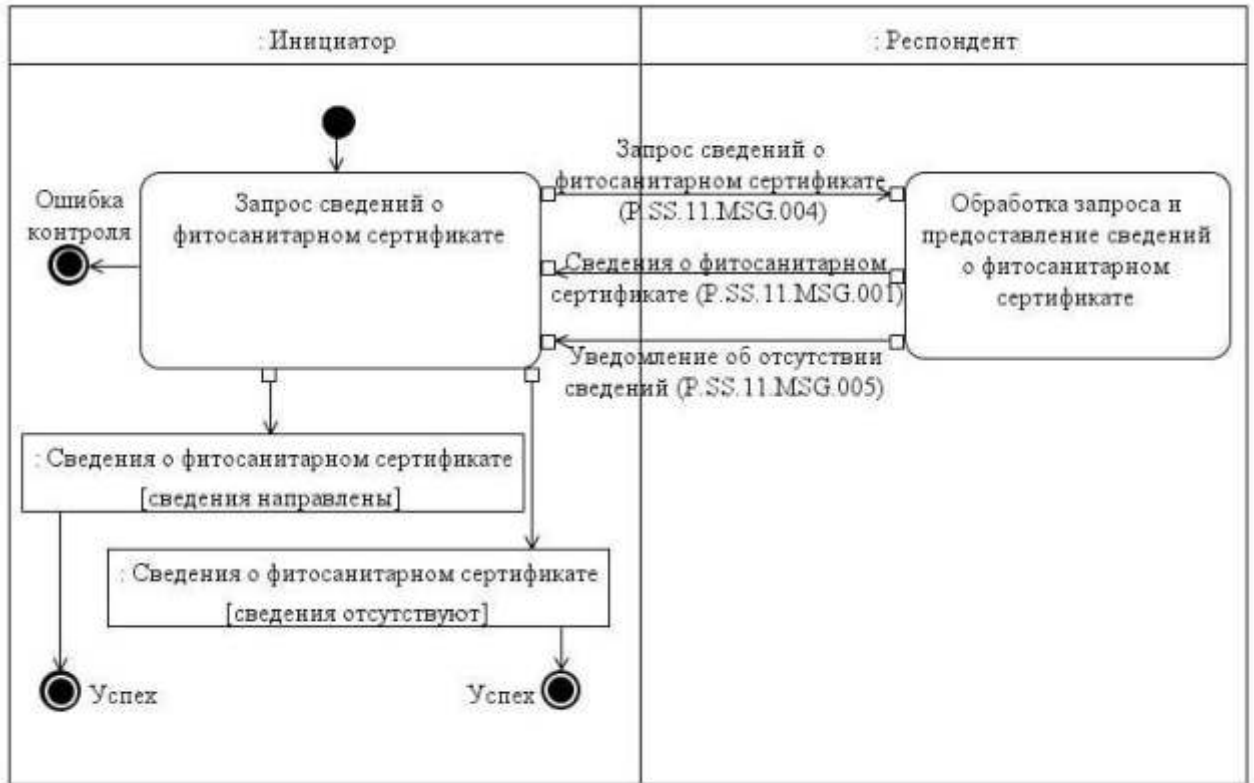 : Инициатор
: Респондент
Запрос сведений о
фитосанитарном сертификате
(P.SS.11.MSG.004)
Ошибка
контроля
Запрос сведений о
фитосанитарном сертификате
Обработка запроса и
предоставление сведений
о фитосанитарном
сертификате
Сведения о фитосанитарном
сертификате (P.SS.11.MSG.001)
Уведомление об отсутствии
сведений (P.SS.11.MSG.005)
: Сведения о фитосанитарном сертификате
[сведения направлены]
: Сведения о фитосанитарном сертификате
[сведения отсутствуют]
Успех
Успех